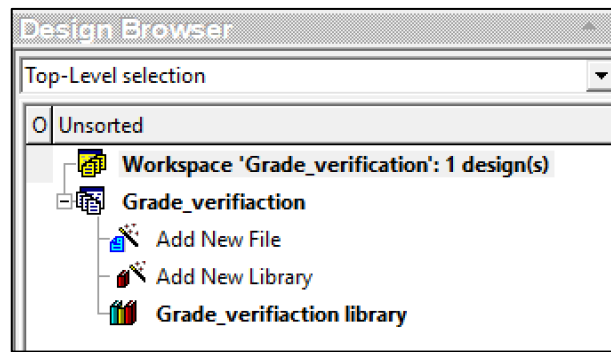 Design Browser
Top-Level selection
O Unsorted
Workspace 'Grade_verification': 1 design(s)
Grade_verifiaction
Add New File
Add New Library
Grade_verifiaction library